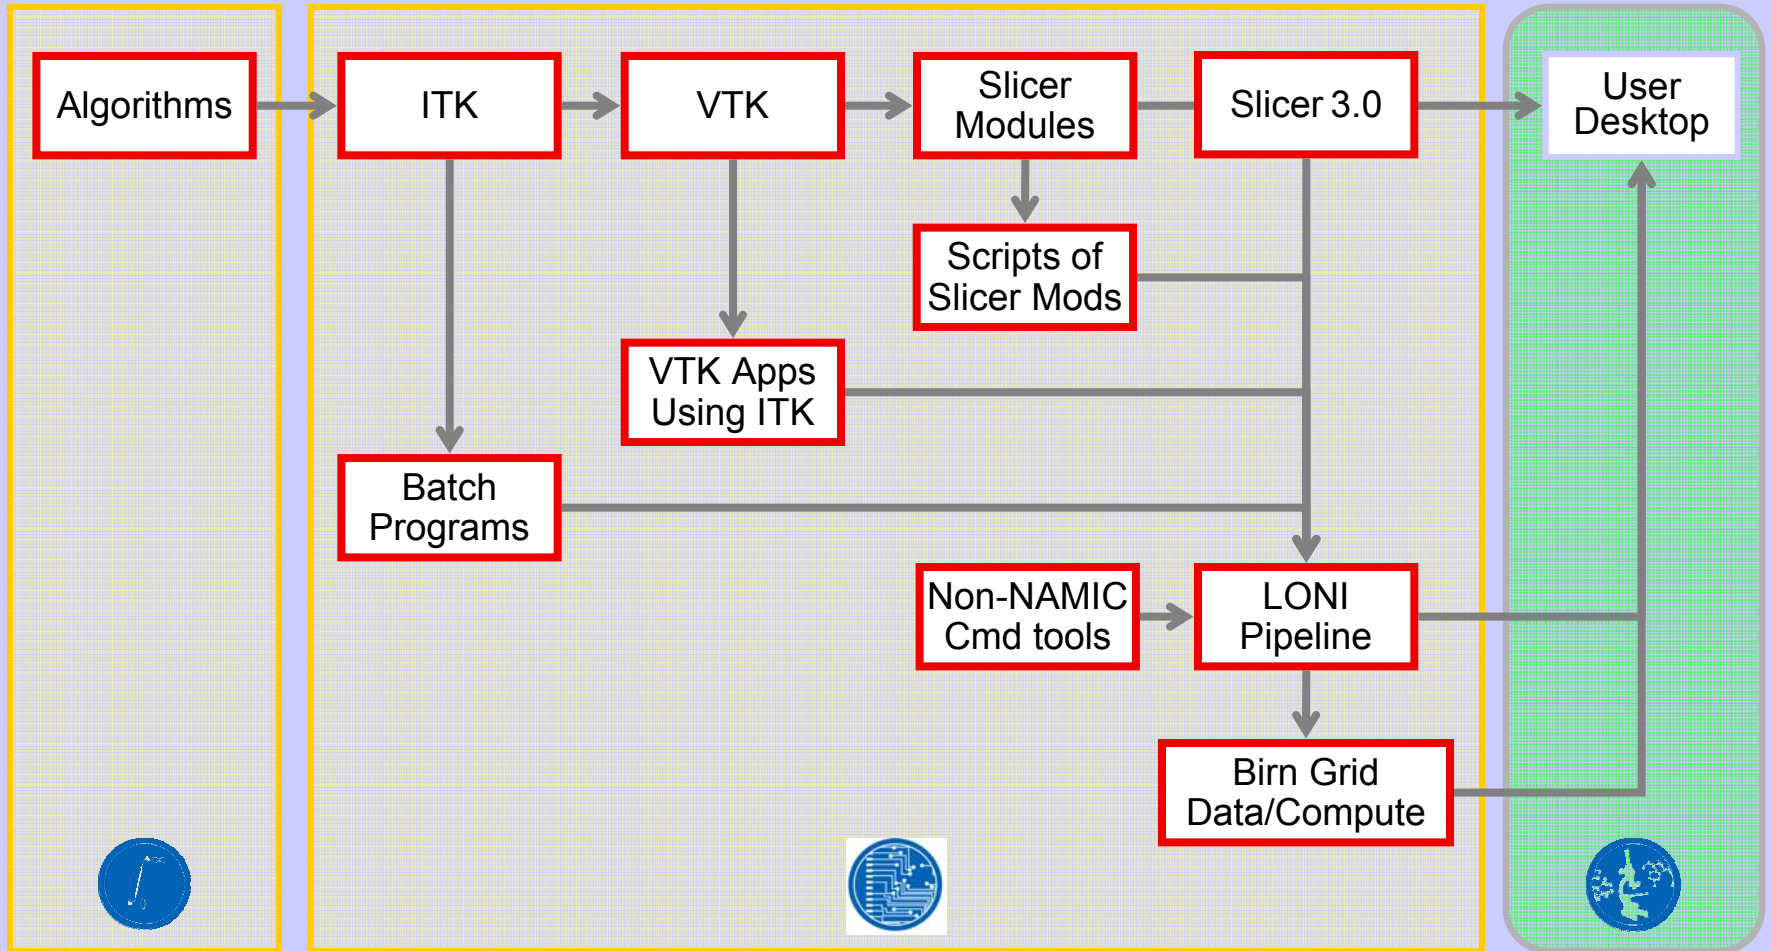 Algorithms
ITK
VTK
Slicer
Modules
Slicer 3.0
User
Desktop
Scripts of
Slicer Mods
VTK Apps
Using ITK
Batch
Programs
Non-NAMIC
Cmd tools
LONI
Pipeline
Birn Grid
Data/Compute